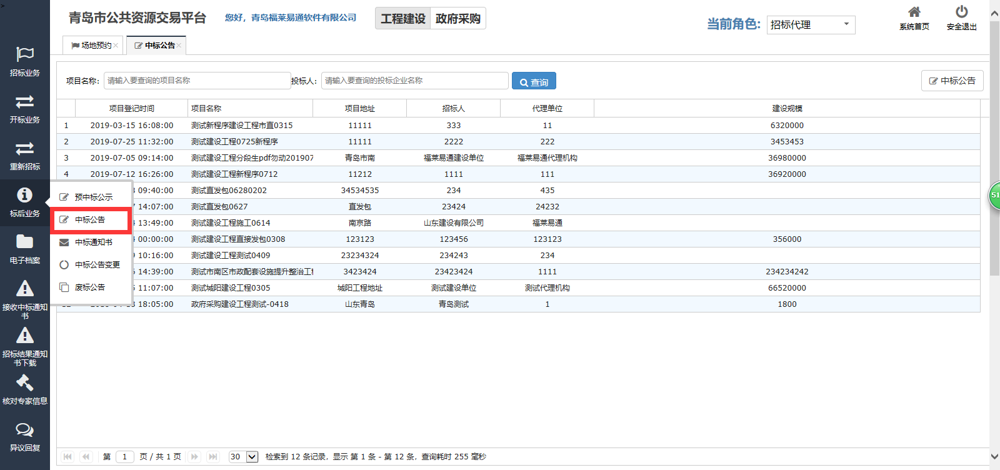 >
青岛市公共资源交易平台
您好，青岛福莱易通软件有限公司
工程建设 政府采购
当前角色: 招标代理
系统首页
安全退出
场地预约
中标公告
招标业务
开标业务
重新招标
标后业务
电子档案
接收中标通知
书
招标结果通知
书下载
核对专家信息
异议回复
项目名称: 请输入要查询的项目名称 投标人: 请输入要查询的投标企业名称 查询 中标公告
项目登记时间 项目名称 项目地址 招标人 代理单位 建设规模
1 2019-03-15 16:08:00 测试新程序建设工程市直0315 11111 333 11 6320000
2 2019-07-25 11:32:00 测试建设工程0725新程序 11111 2222 222 3453453
3 2019-07-05 09:14:00 测试建设工程分段生pdf勿动201907 青岛市南 福莱易通建设单位 福莱易通代理机构 36980000
4 2019-07-12 16:26:00 测试建设工程新程序0712 11212 1111 111 36920000
09:40:00 测试直发包06280202 34534535 234 435
14:07:00 测试直发包0627 直发包 23424 24232
13:49:00 测试建设工程施工0614 南京路 山东建设有限公司 福莱易通
00:00:00 测试建设工程直接发包0308 123123 123456 123123 356000
10:16:00 测试建设工程测试0409 23234324 234243 234
14:39:00 测试市南区市政配套设施提升整治工程 3423424 23423424 1111 234234242
11:07:00 测试城阳建设工程0305 城阳工程地址 测试建设单位 测试代理机构 66520000
18:05:00 政府采购建设工程测试-0418 山东青岛 青岛测试 1 1800
预中标公示
中标公告
中标通知书
中标公告变更
废标公告
51
第 1 页 / 共 1 页 30 检索到 12 条记录，显示 第 1 条 - 第 12 条，查询耗时 255 毫秒